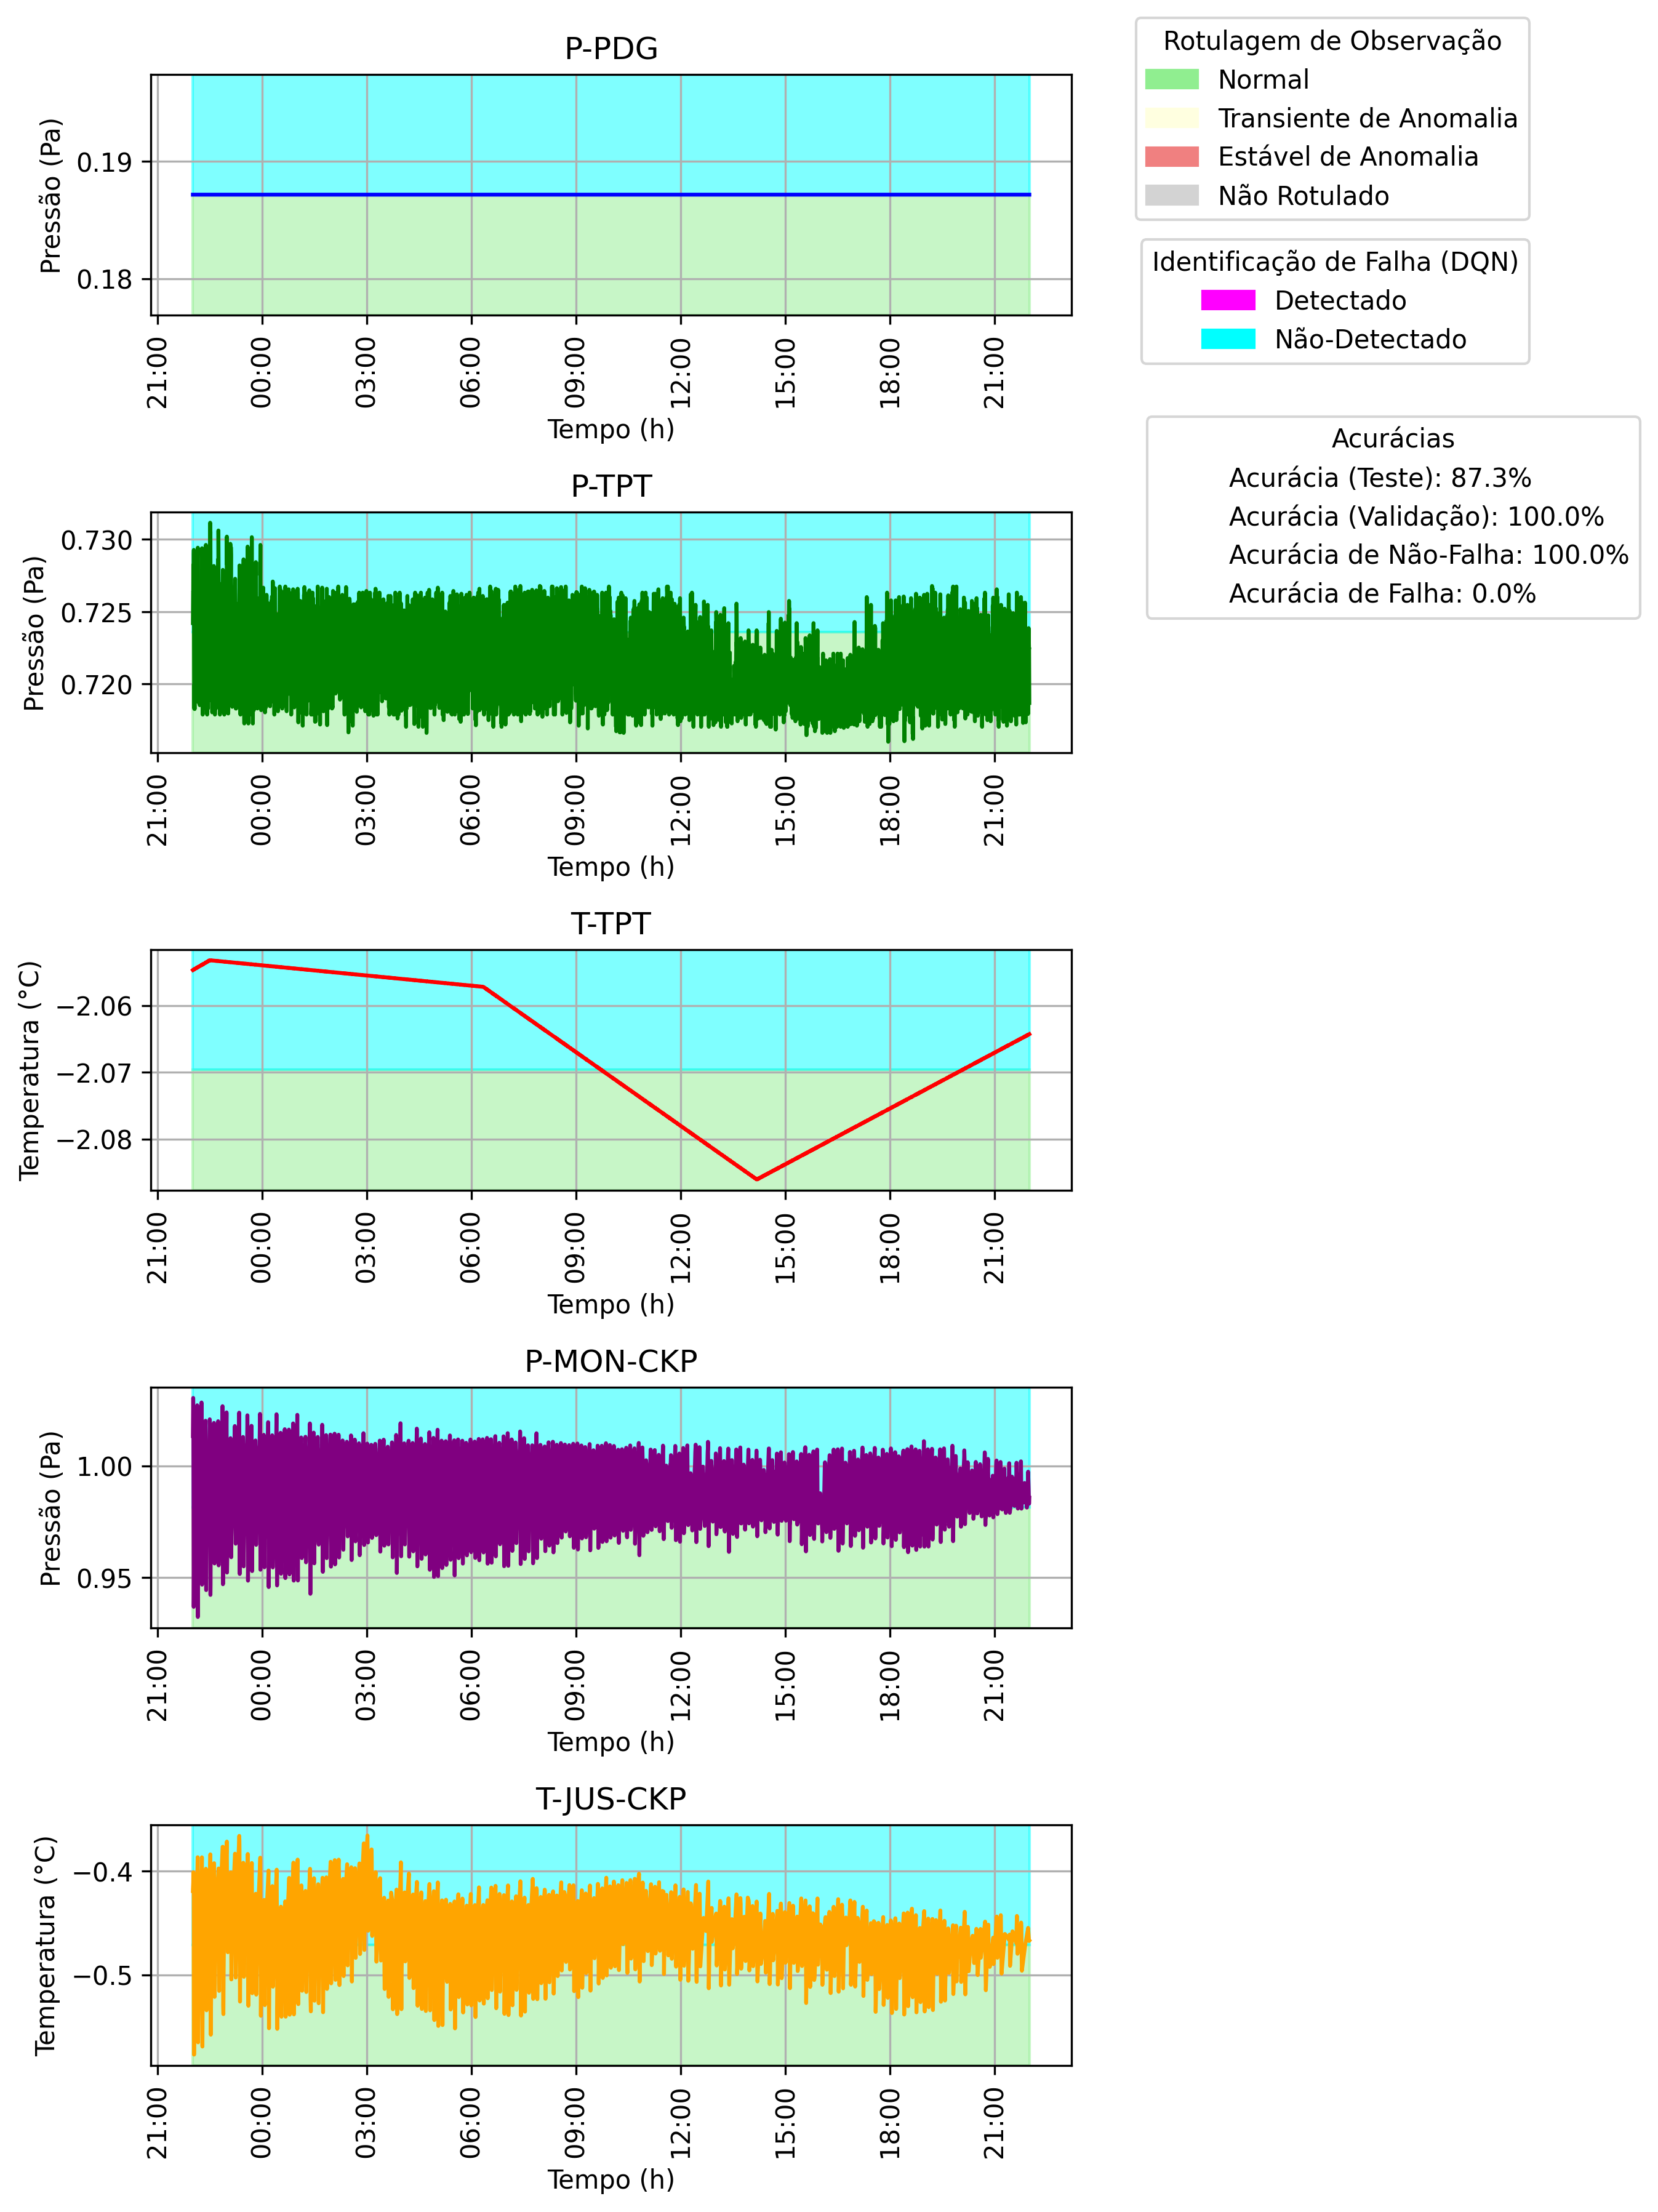 P-PDG
Pressão (Pa)
0.19
0.18
21:00 00:00 03:00 06:00 09:00 12:00 15:00 18:00 21:00
Tempo (h)
P-TPT
Pressão (Pa)
0.730
0.725
0.720
21:00 00:00 03:00 06:00 09:00 12:00 15:00 18:00 21:00
Tempo (h)
T-TPT
Temperatura (°C)
−2.06
−2.07
−2.08
21:00 00:00 03:00 06:00 09:00 12:00 15:00 18:00 21:00
Tempo (h)
P-MON-CKP
Pressão (Pa)
1.00
0.95
21:00 00:00 03:00 06:00 09:00 12:00 15:00 18:00 21:00
Tempo (h)
T-JUS-CKP
Temperatura (°C)
−0.4
−0.5
21:00 00:00 03:00 06:00 09:00 12:00 15:00 18:00 21:00
Tempo (h)
Rotulagem de Observação
Normal
Transiente de Anomalia
Estável de Anomalia
Não Rotulado
Identificação de Falha (DQN)
Detectado
Não-Detectado
Acurácias
Acurácia (Teste): 87.3%
Acurácia (Validação): 100.0%
Acurácia de Não-Falha: 100.0%
Acurácia de Falha: 0.0%